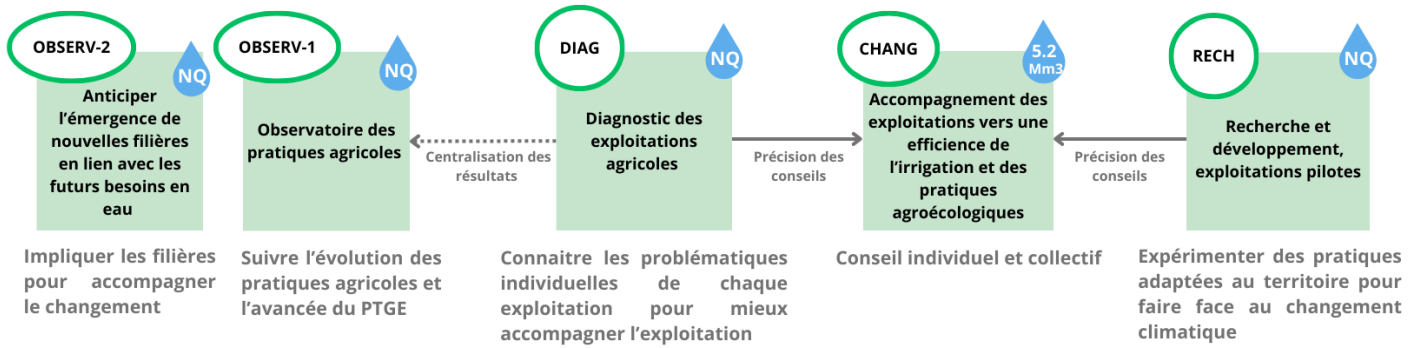 OBSERV-2
NQ
Anticiper
l’émergence de
nouvelles filières
en lien avec les
futurs besoins en
eau
Impliquer les filières
pour accompagner
le changement
OBSERV-1
NQ
Observatoire des
pratiques agricoles
Suivre l’évolution des
pratiques agricoles et
l’avancée du PTGE
Centralisation des
résultats
DIAG
NQ
Diagnostic des
exploitations
agricoles
Connaitre les problématiques
individuelles de chaque
exploitation pour mieux
accompagner l’exploitation
Précision des
conseils
CHANG
5.2
Mm3
Accompagnement des
exploitations vers une
efficience de
l’irrigation et des
pratiques
agroécologiques
Conseil individuel et collectif
Précision des
conseils
RECH
NQ
Recherche et
développement,
exploitations pilotes
Expérimenter des pratiques
adaptées au territoire pour
faire face au changement
climatique